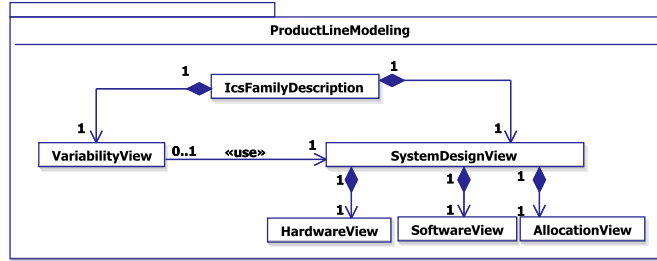 ProductLineModeling
1 1
IcsFamilyDescription
1 1
VariabilityView 0..1 «use» 1 SystemDesignView
1 1 1
1 1 1
HardwareView SoftwareView AllocationView